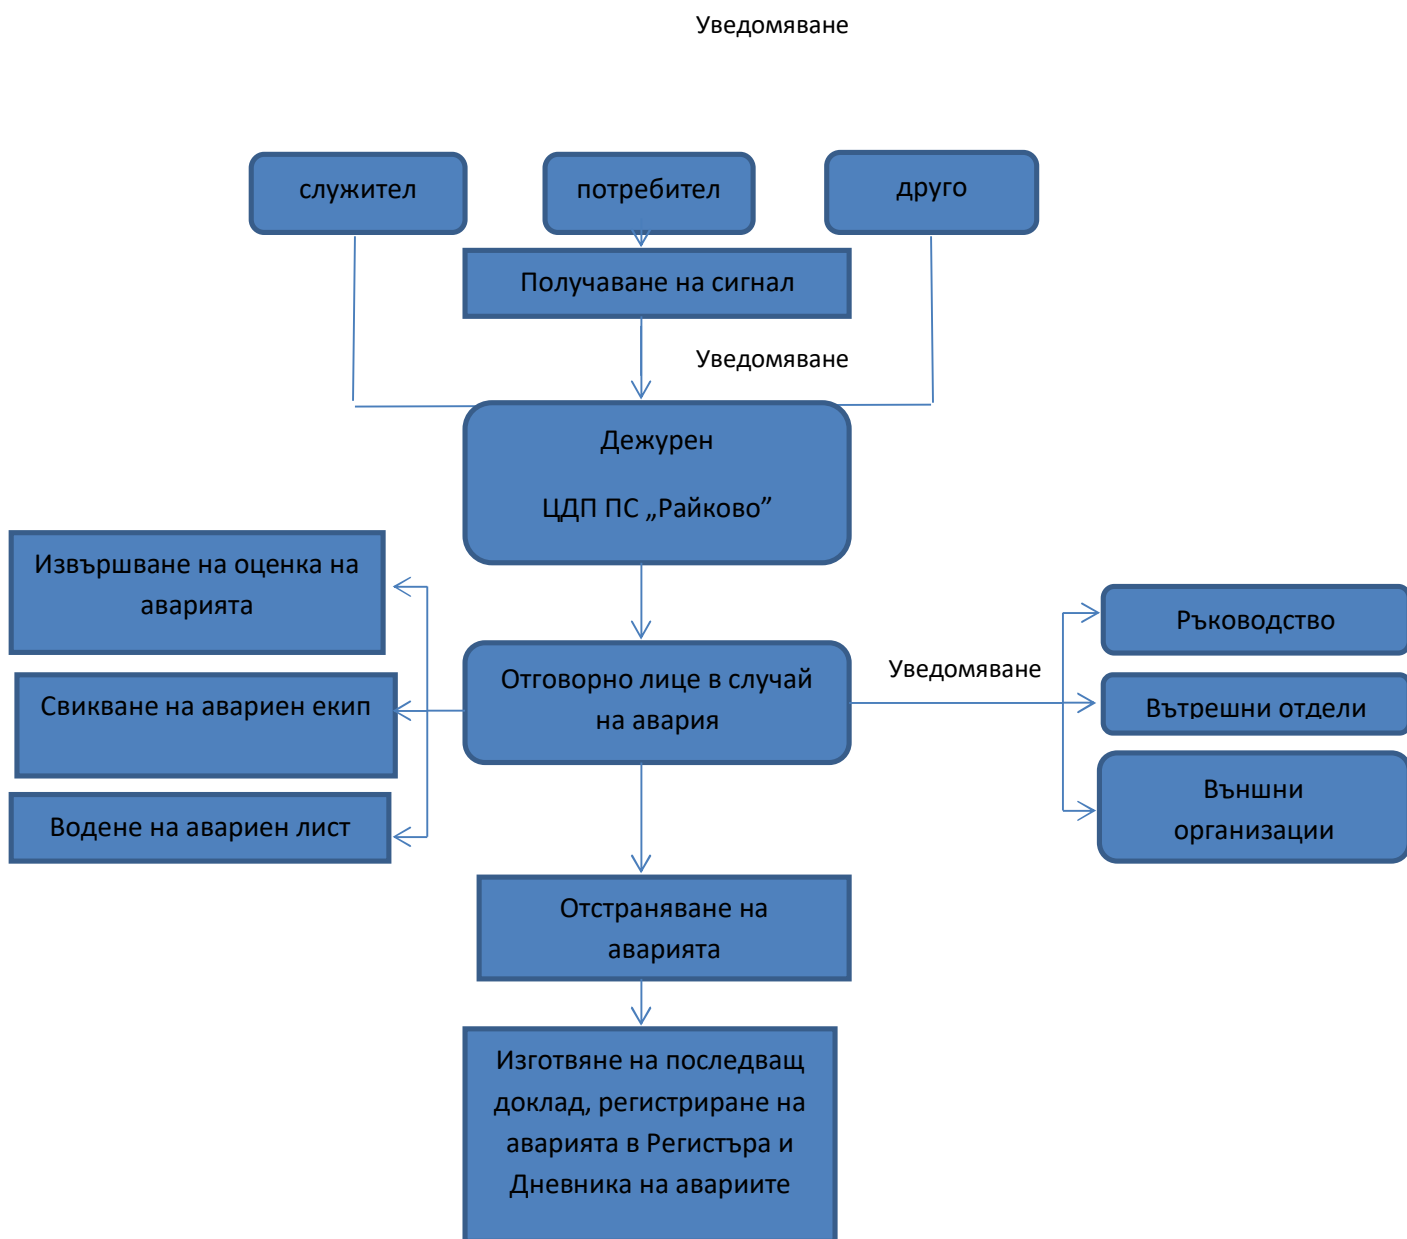 Уведомяване
служител
потребител
друго
Получаване на сигнал
Уведомяване
Дежурен
ЦДП ПС „Райково”
Извършване на оценка на
аварията
Свикване на авариен екип
Водене на авариен лист
Отговорно лице в случай
на авария
Уведомяване
Ръководство
Вътрешни отдели
Външни
организации
Отстраняване на
аварията
Изготвяне на последващ
доклад, регистриране на
аварията в Регистъра и
Дневника на авариите